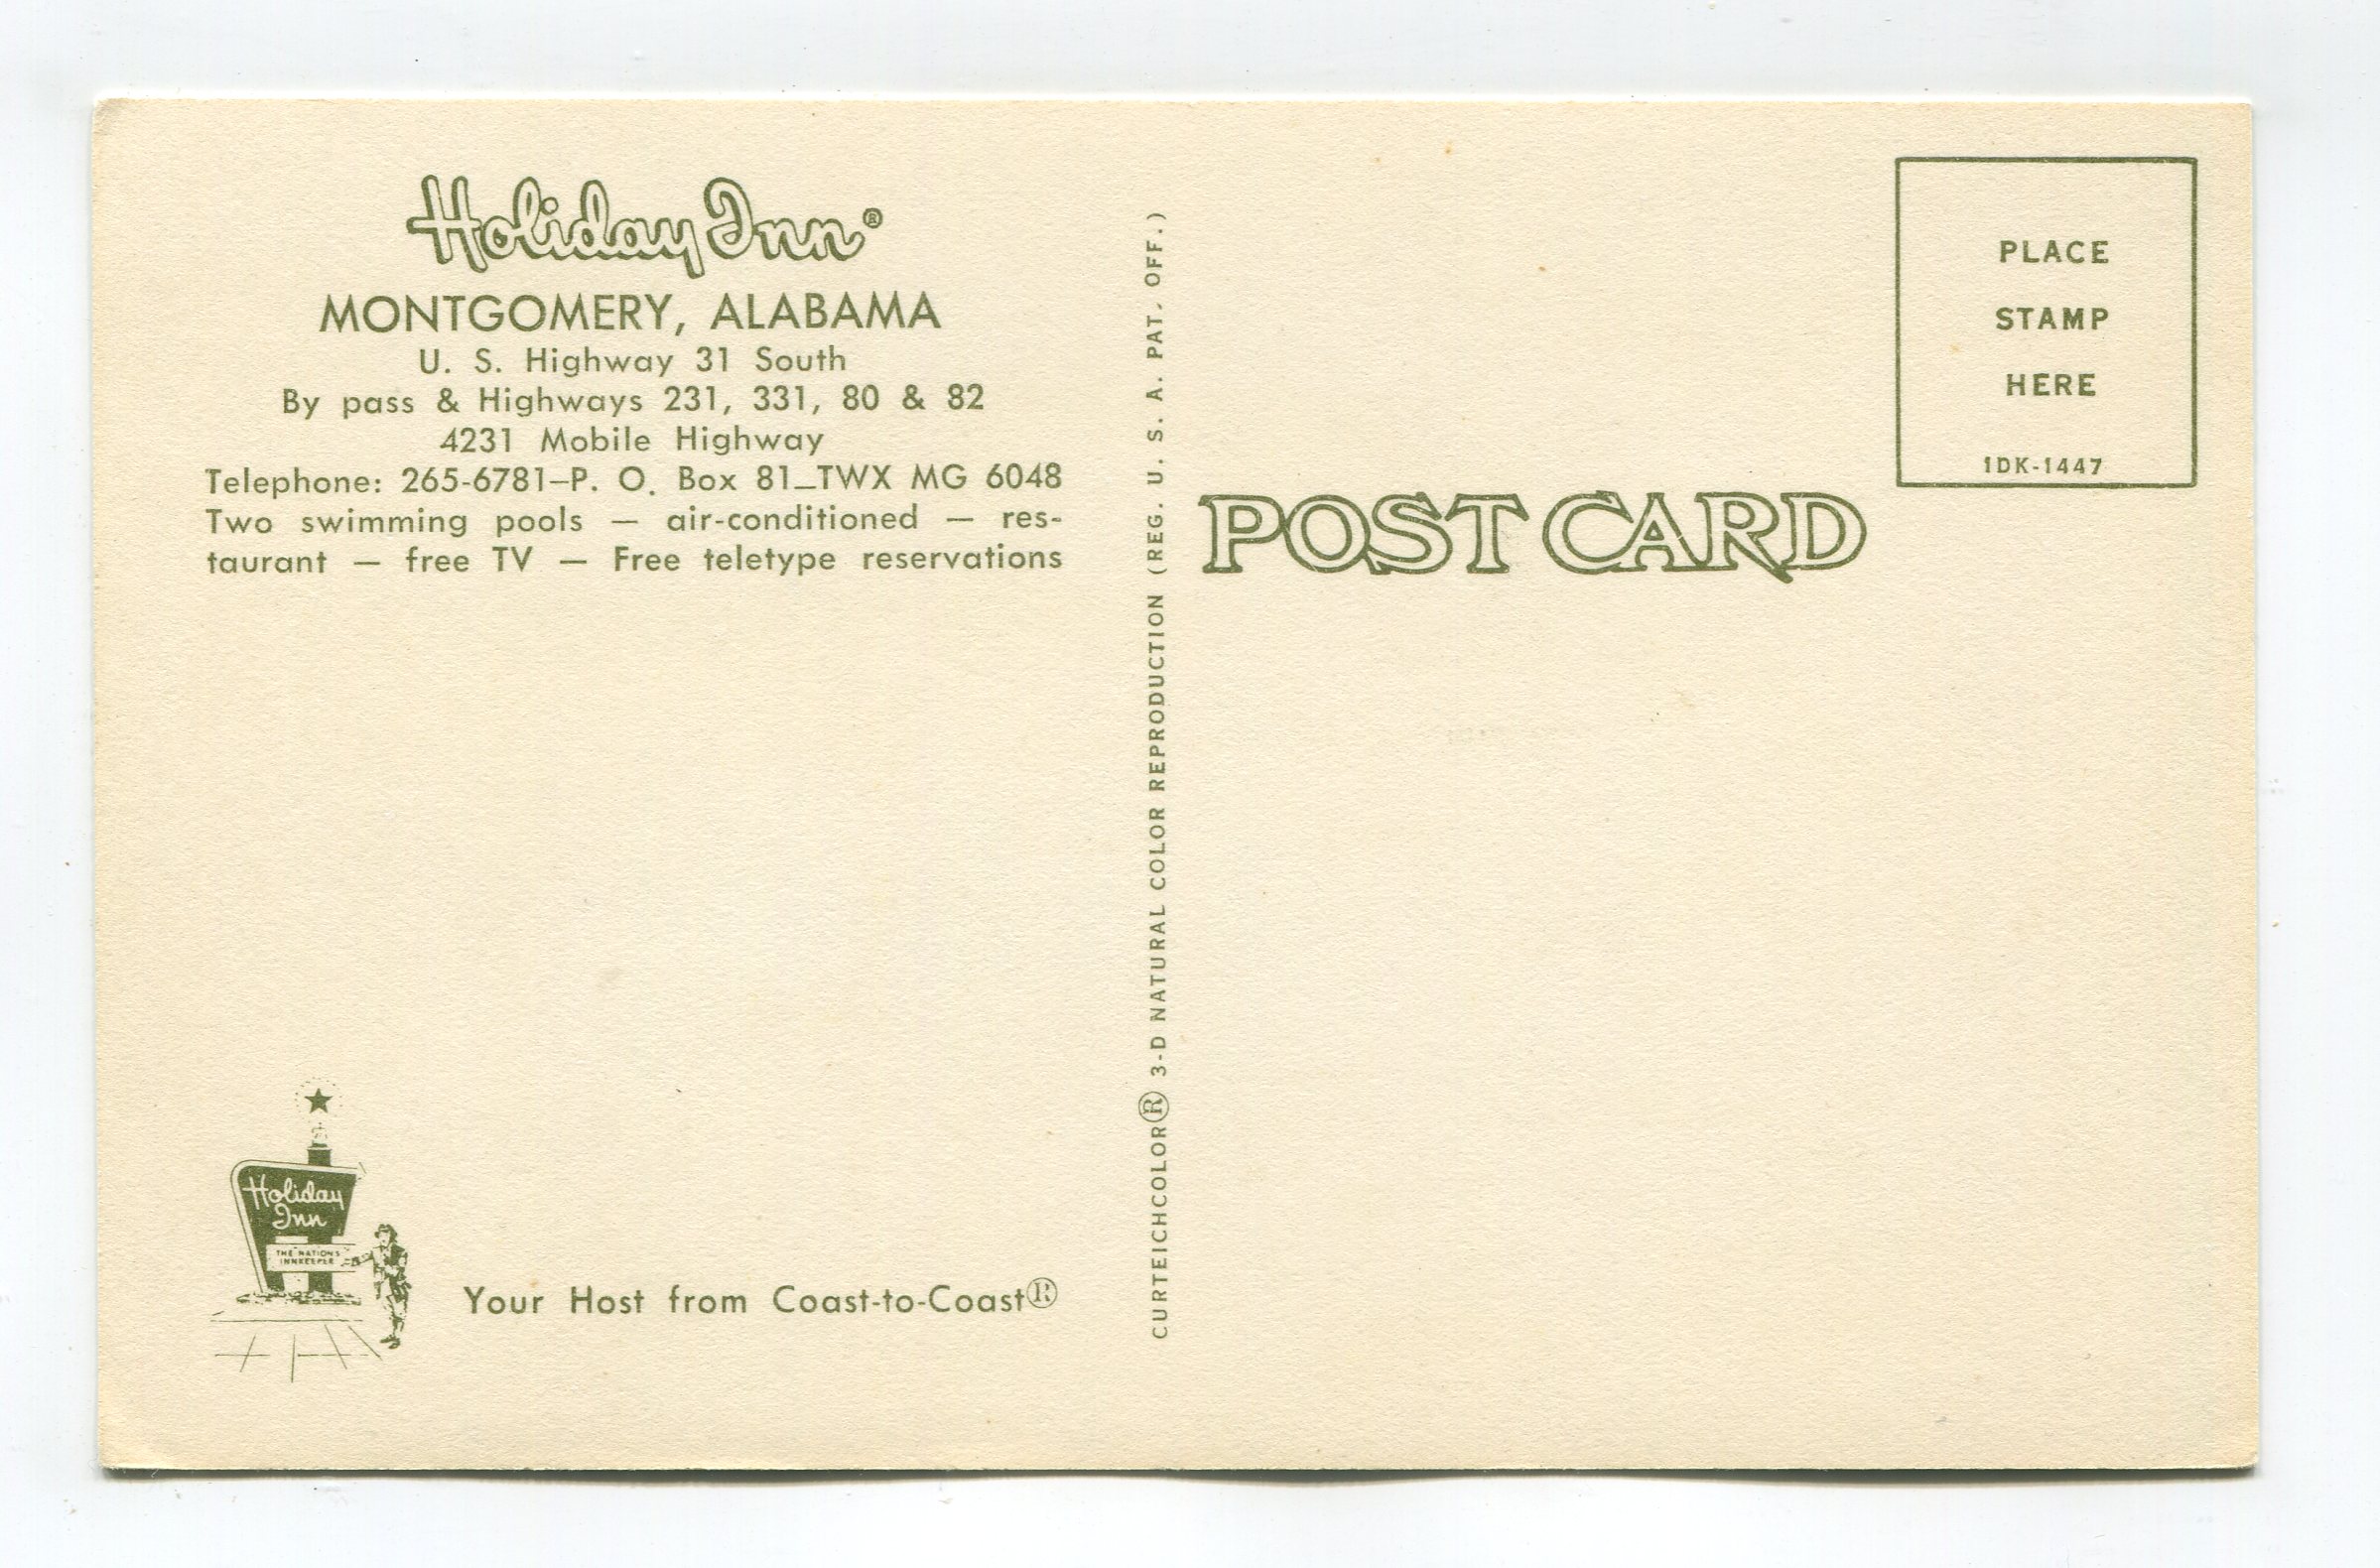 Holiday Inn®
MONTGOMERY, ALABAMA
U. S. Highway 31 South
By pass & Highways 231, 331, 80 & 82
4231 Mobile Highway
Telephone: 265-6781–P. O. Box 81_TWX MG 6048
Two swimming pools — air-conditioned — res-
taurant — free TV — Free teletype reservations
Holiday
Inn
THE NATION'S
INNKEEPER
Your Host from Coast-to-Coast®
CURTEICHCOLOR® 3-D NATURAL COLOR REPRODUCTION (REG. U. S. A. PAT. OFF.)
POST CARD
PLACE
STAMP
HERE
1DK-1447